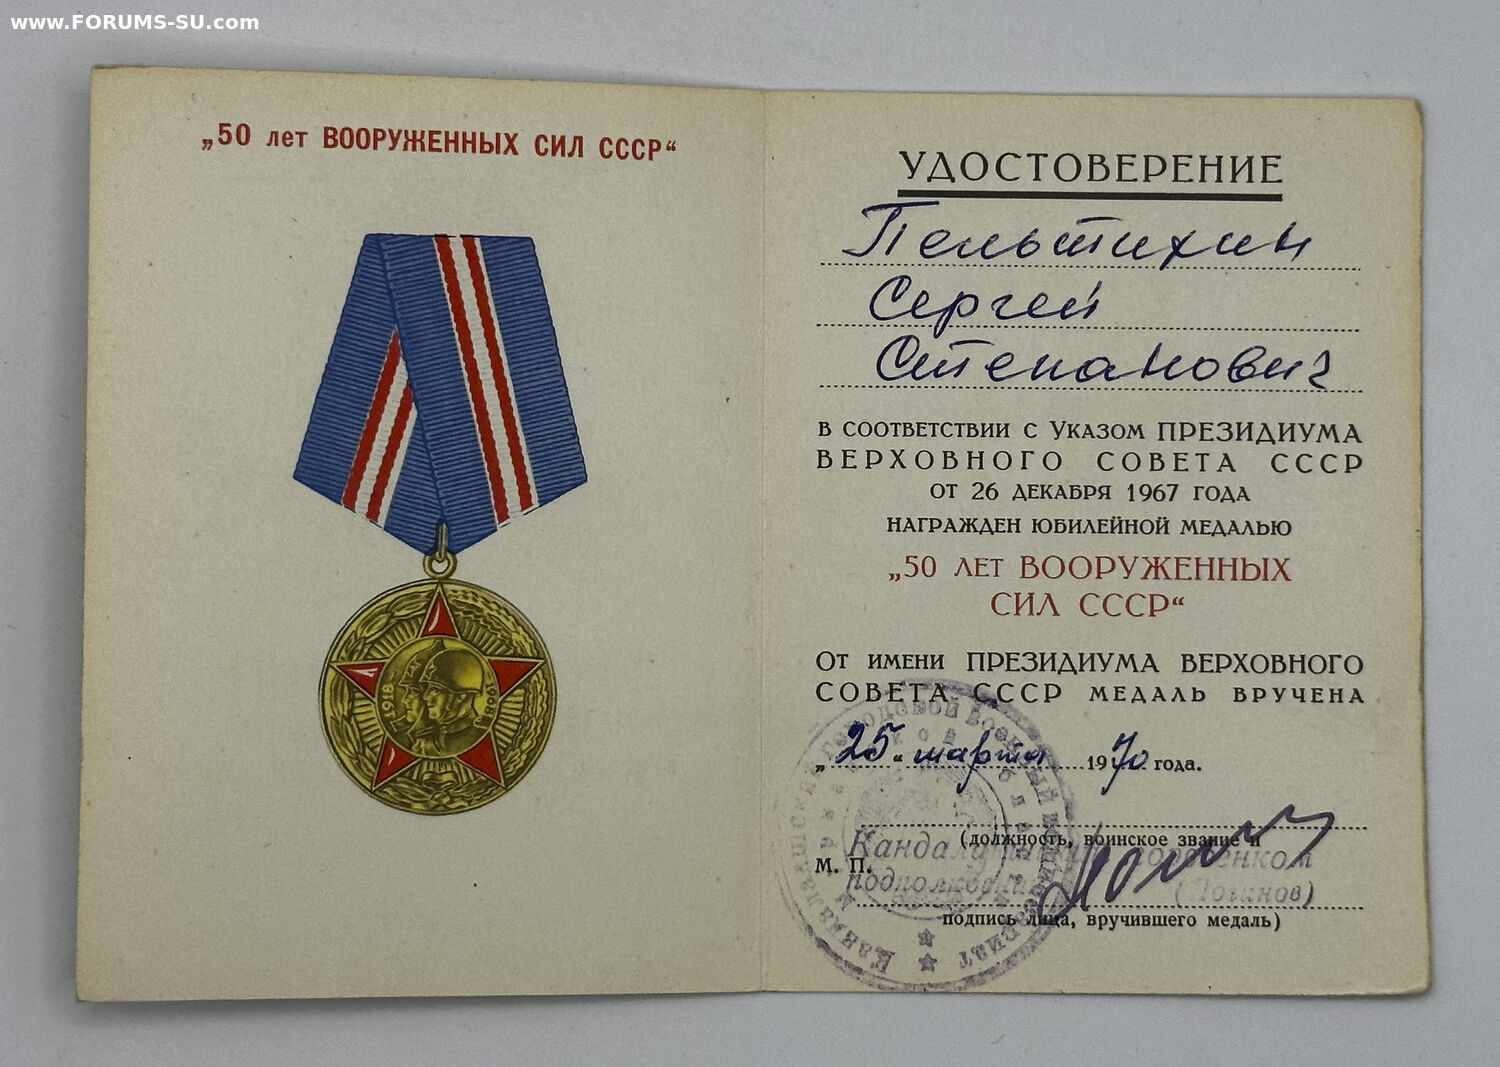 www.FORUMS-SU.com
„50 лет ВООРУЖЕННЫХ СИЛ СССР“
1918
1967
УДОСТОВЕРЕНИЕ
Пельтихин
Сергей
Степанович
В СООТВЕТСТВИИ С УКАЗОМ ПРЕЗИДИУМА
ВЕРХОВНОГО СОВЕТА СССР
ОТ 26 ДЕКАБРЯ 1967 ГОДА
НАГРАЖДЕН ЮБИЛЕЙНОЙ МЕДАЛЬЮ
„50 ЛЕТ ВООРУЖЕННЫХ
СИЛ СССР“
ОТ ИМЕНИ ПРЕЗИДИУМА ВЕРХОВНОГО
СОВЕТА СССР МЕДАЛЬ ВРУЧЕНА
„25“ марта 1970 года.
(должность, воинское звание и
М. П.
подпись лица, вручившего медаль)